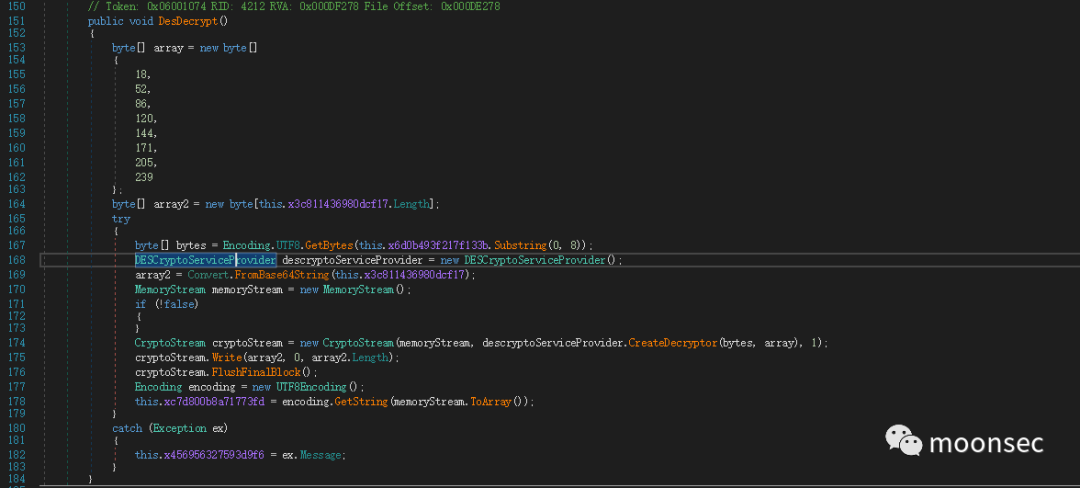 150 // Token: 0x06001074 RID: 4212 RVA: 0x000DF278 File Offset: 0x000DE278
151 public void DesDecrypt()
152 {
153 byte[] array = new byte[]
154 {
155 18,
156 52,
157 86,
158 120,
159 144,
160 171,
161 205,
162 239
163 };
164 byte[] array2 = new byte[this.x3c811436980dcf17.Length];
165 try
166 {
167 byte[] bytes = Encoding.UTF8.GetBytes(this.x6d0b493f217f133b.Substring(0, 8));
168 DESCryptoServiceProvider descryptoServiceProvider = new DESCryptoServiceProvider();
169 array2 = Convert.FromBase64String(this.x3c811436980dcf17);
170 MemoryStream memoryStream = new MemoryStream();
171 if (!false)
172 {
173 }
174 CryptoStream cryptoStream = new CryptoStream(memoryStream, descryptoServiceProvider.CreateDecryptor(bytes, array), 1);
175 cryptoStream.Write(array2, 0, array2.Length);
176 cryptoStream.FlushFinalBlock();
177 Encoding encoding = new UTF8Encoding();
178 this.xc7d800b8a71773fd = encoding.GetString(memoryStream.ToArray());
179 }
180 catch (Exception ex)
181 {
182 this.x456956327593d9f6 = ex.Message;
183 }
184 }
moonsec